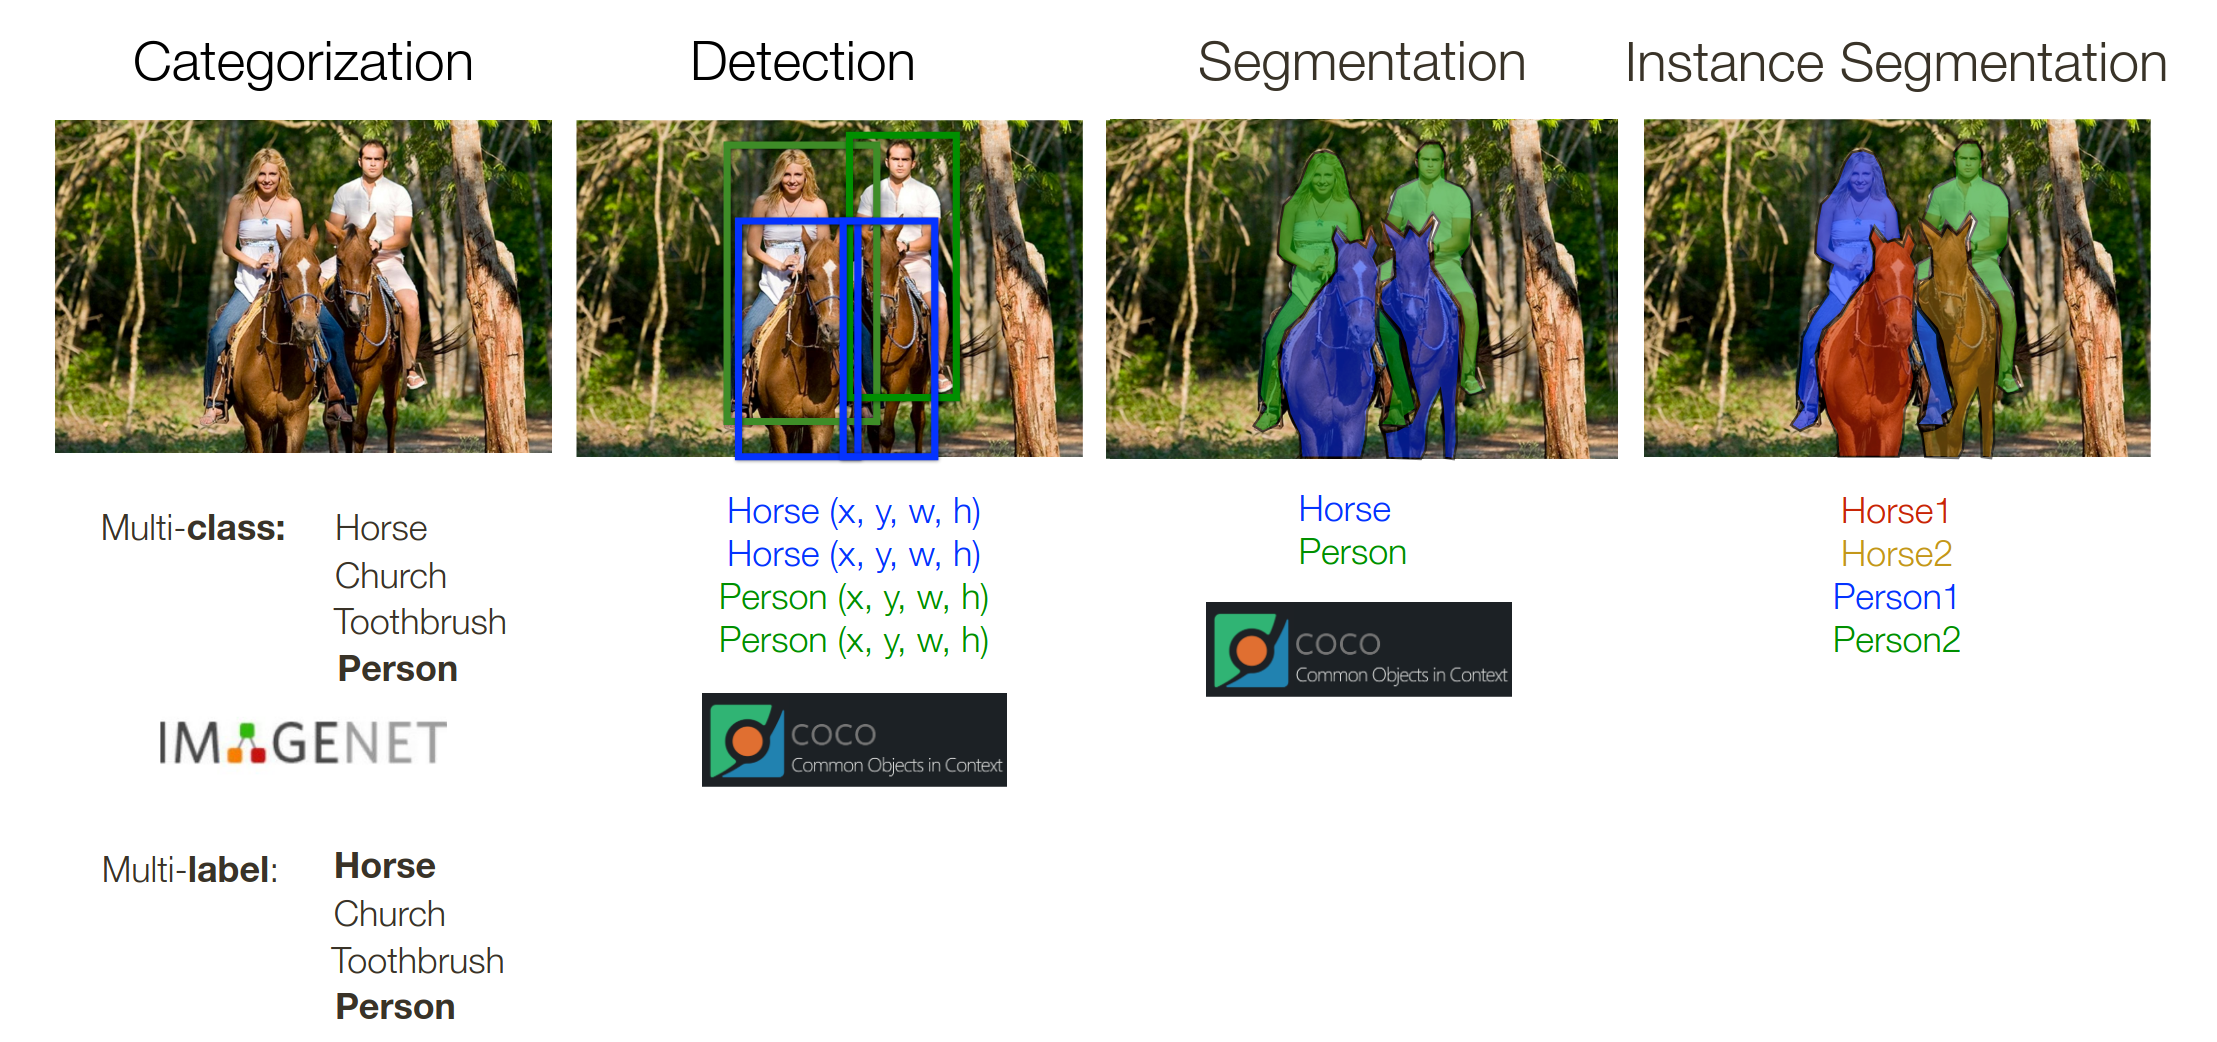 Categorization
Detection
Segmentation
Instance Segmentation
Multi-class:
Horse
Church
Toothbrush
Person
IMAGENET
Multi-label:
Horse
Church
Toothbrush
Person
Horse (x, y, w, h)
Horse (x, y, w, h)
Person (x, y, w, h)
Person (x, y, w, h)
COCO
Common Objects in Context
Horse
Person
COCO
Common Objects in Context
Horse1
Horse2
Person1
Person2